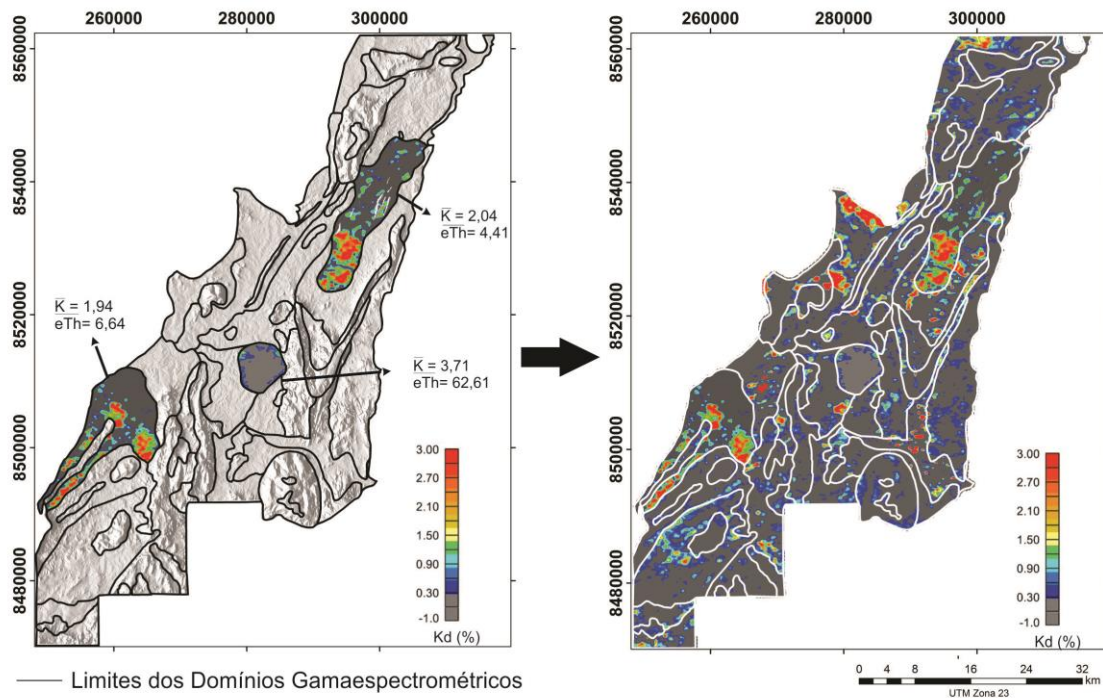 260000 280000 300000
260000 280000 300000
8560000
8540000
8520000
8500000
8480000
K = 2,04
eTh= 4,41
K = 1,94
eTh= 6,64
K = 3,71
eTh= 62,61
3.00
2.70
2.10
1.50
0.90
0.30
-1.0
Kd (%)
Limites dos Domínios Gamaespectrométricos
8560000
8540000
8520000
8500000
8480000
3.00
2.70
2.10
1.50
0.90
0.30
-1.0
Kd (%)
0 4 8 16 24 32
km
UTM Zona 23